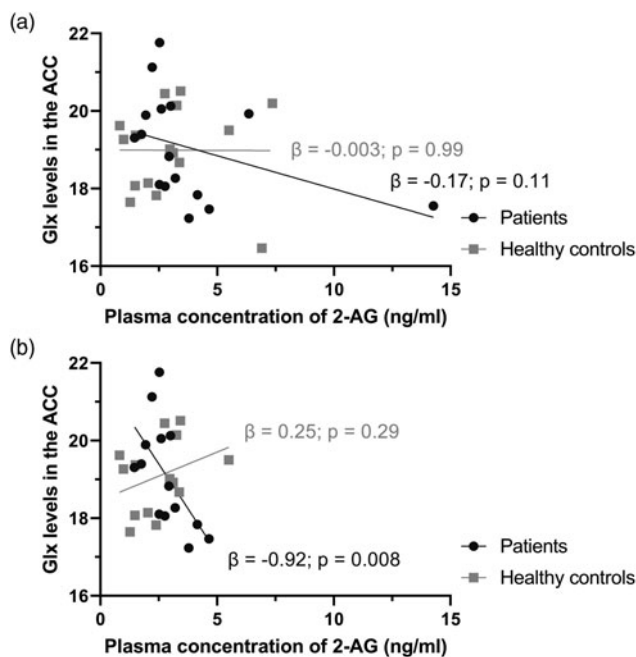 (a)
22
20
18
16
0
5
10
15
Glx levels in the ACC
β = -0.003; p = 0.99
β = -0.17; p = 0.11
Patients
Healthy controls
Plasma concentration of 2-AG (ng/ml)
(b)
22
20
18
16
0
5
10
15
Glx levels in the ACC
β = 0.25; p = 0.29
β = -0.92; p = 0.008
Patients
Healthy controls
Plasma concentration of 2-AG (ng/ml)